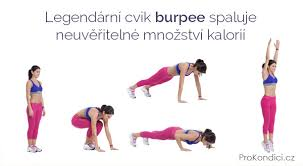 Legendární cvik burpee spaluje
neuvěřitelné množství kalorií
ProKondici.cz